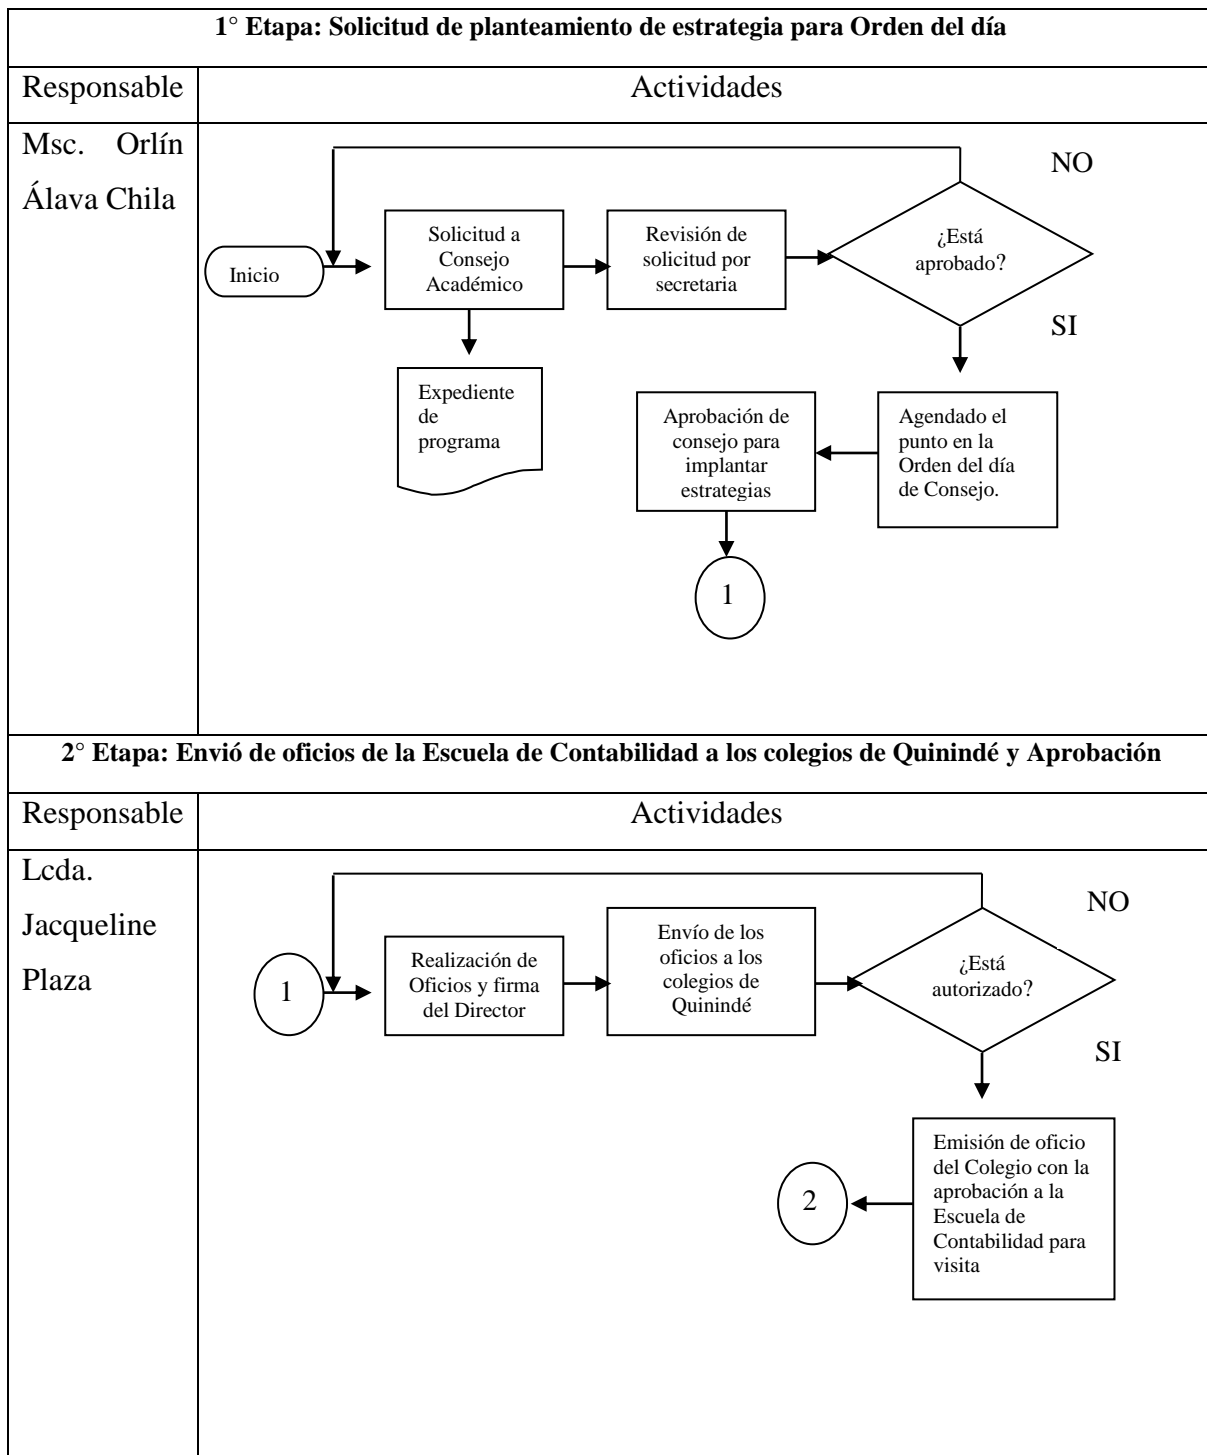 1° Etapa: Solicitud de planteamiento de estrategia para Orden del día
Responsable
Actividades
Msc. Orlín
Álava Chila
Inicio
Solicitud a
Consejo
Académico
Revisión de
solicitud por
secretaria
¿Está
aprobado?
NO
SI
Expediente
de
programa
Aprobación de
consejo para
implantar
estrategias
Agendado el
punto en la
Orden del día
de Consejo.
1
2° Etapa: Envió de oficios de la Escuela de Contabilidad a los colegios de Quinindé y Aprobación
Responsable
Actividades
Lcda.
Jacqueline
Plaza
1
Realización de
Oficios y firma
del Director
Envío de los
oficios a los
colegios de
Quinindé
¿Está
autorizado?
NO
SI
2
Emisión de oficio
del Colegio con la
aprobación a la
Escuela de
Contabilidad para
visita